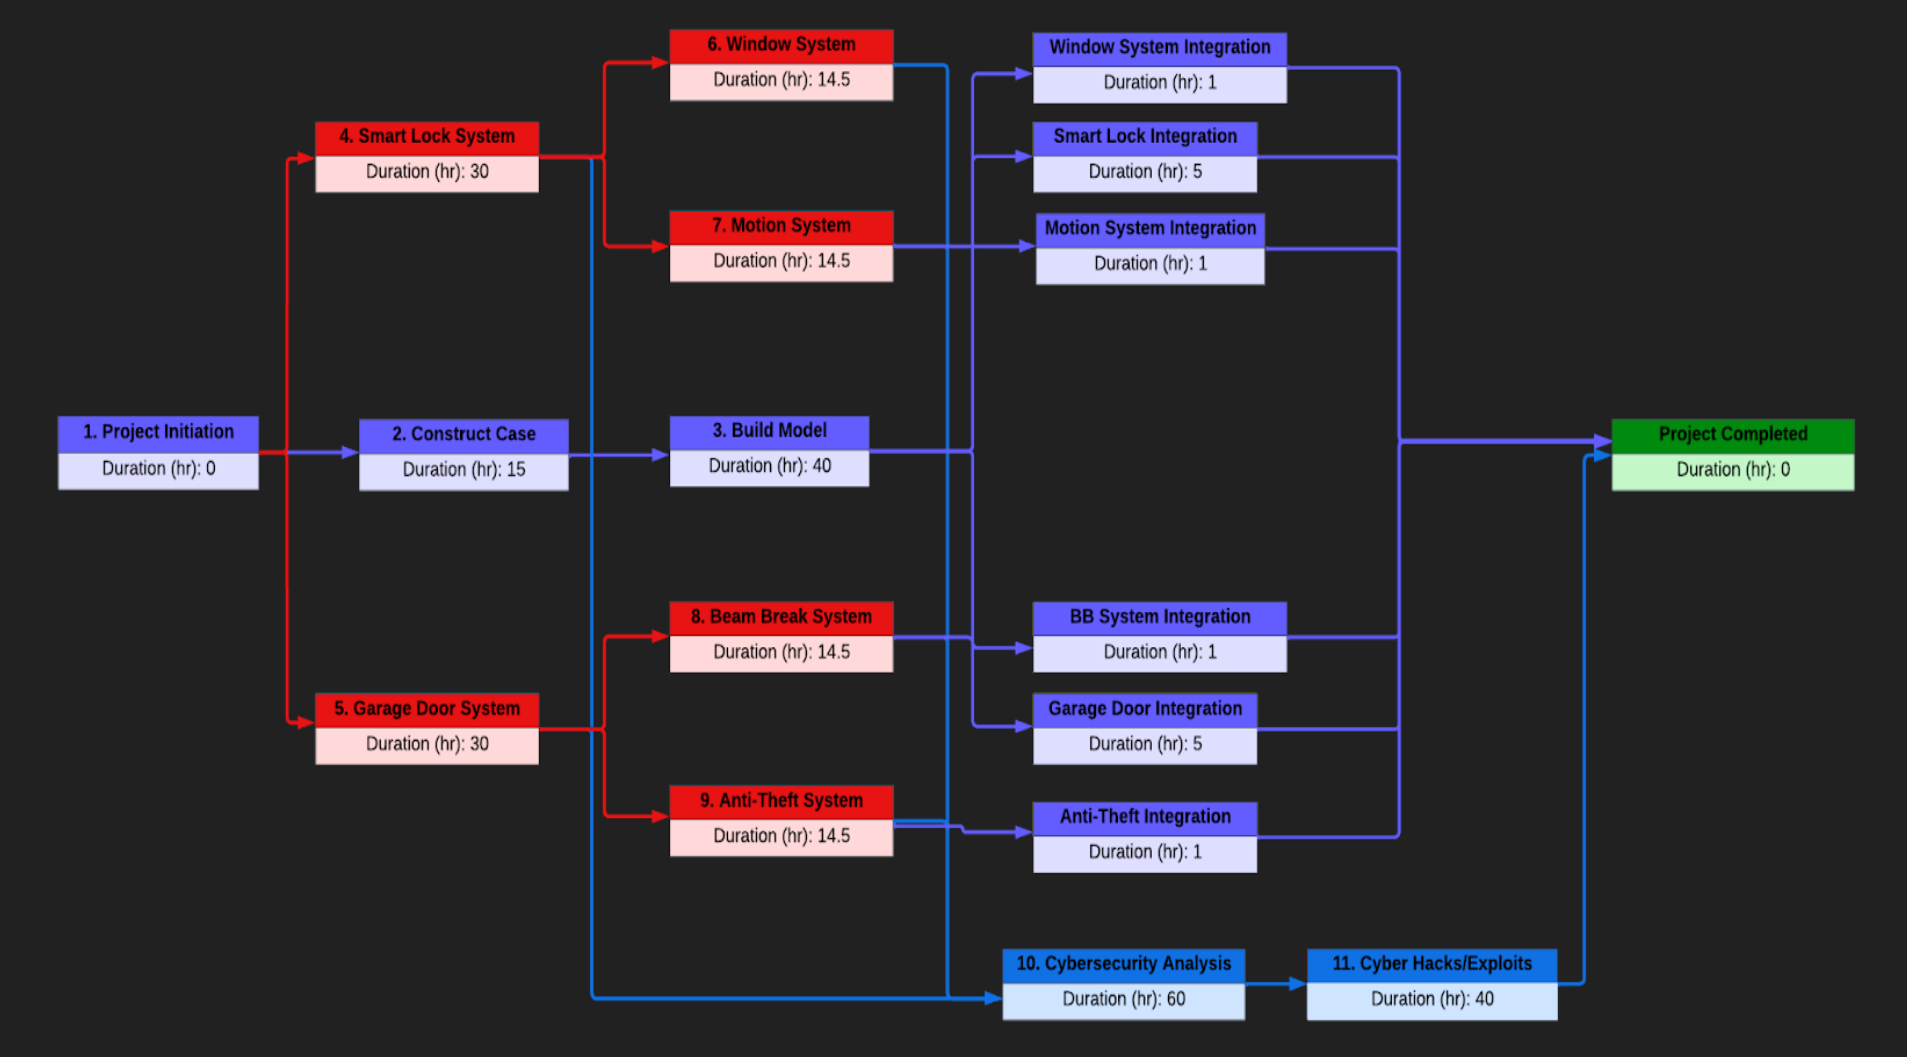 6. Window System
Duration (hr): 14.5
Window System Integration
Duration (hr): 1
4. Smart Lock System
Duration (hr): 30
Smart Lock Integration
Duration (hr): 5
7. Motion System
Duration (hr): 14.5
Motion System Integration
Duration (hr): 1
1. Project Initiation
Duration (hr): 0
2. Construct Case
Duration (hr): 15
3. Build Model
Duration (hr): 40
Project Completed
Duration (hr): 0
8. Beam Break System
Duration (hr): 14.5
BB System Integration
Duration (hr): 1
5. Garage Door System
Duration (hr): 30
Garage Door Integration
Duration (hr): 5
9. Anti-Theft System
Duration (hr): 14.5
Anti-Theft Integration
Duration (hr): 1
10. Cybersecurity Analysis
Duration (hr): 60
11. Cyber Hacks/Exploits
Duration (hr): 40